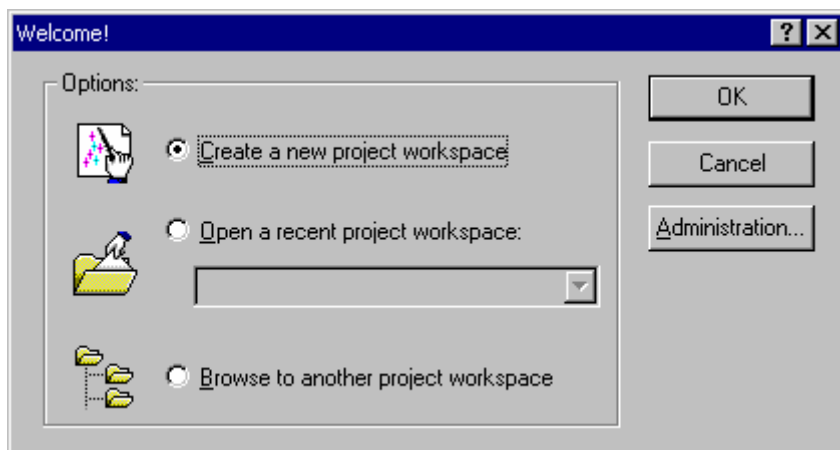 Welcome!
Options:
Create a new project workspace
Open a recent project workspace:
Browse to another project workspace
OK
Cancel
Administration...